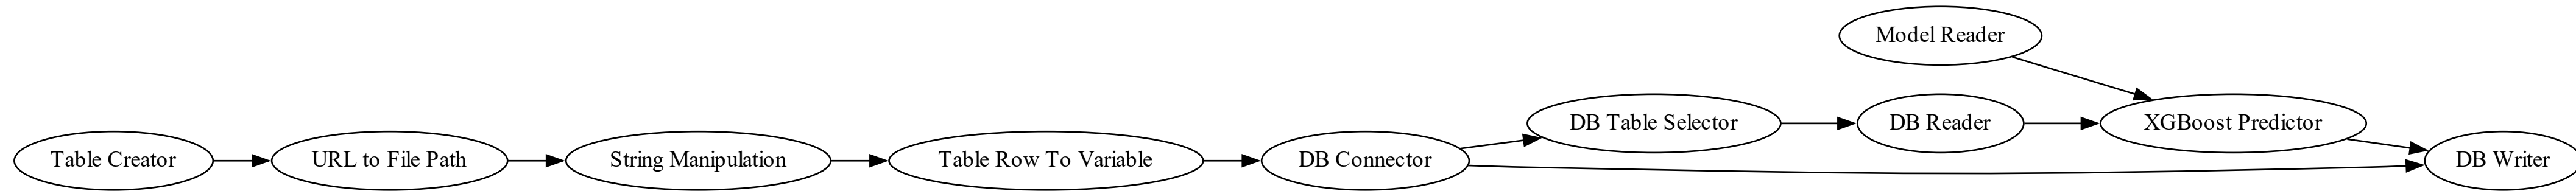 Model Reader
Table Creator
URL to File Path
String Manipulation
Table Row To Variable
DB Connector
DB Table Selector
DB Reader
XGBoost Predictor
DB Writer